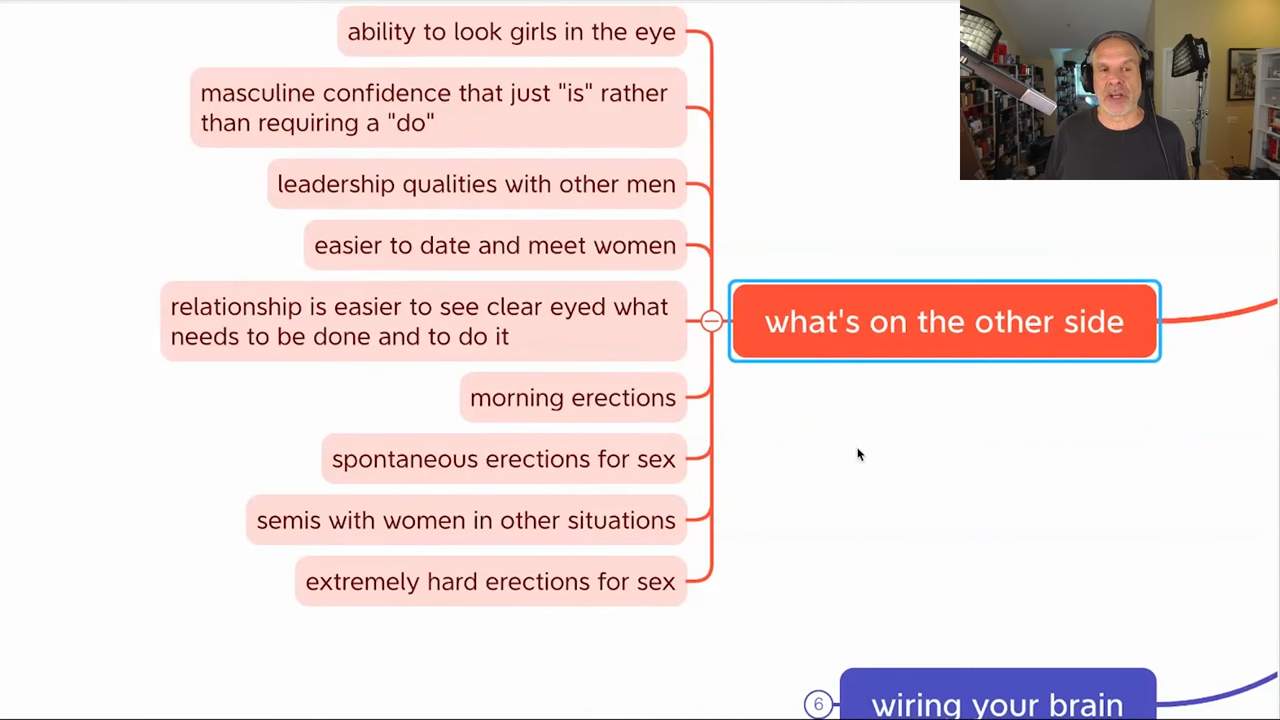 ability to look girls in the eye
masculine confidence that just "is" rather
than requiring a "do"
leadership qualities with other men
easier to date and meet women
relationship is easier to see clear eyed what
needs to be done and to do it
what's on the other side
morning erections
spontaneous erections for sex
semis with women in other situations
extremely hard erections for sex
6
wiring your brain